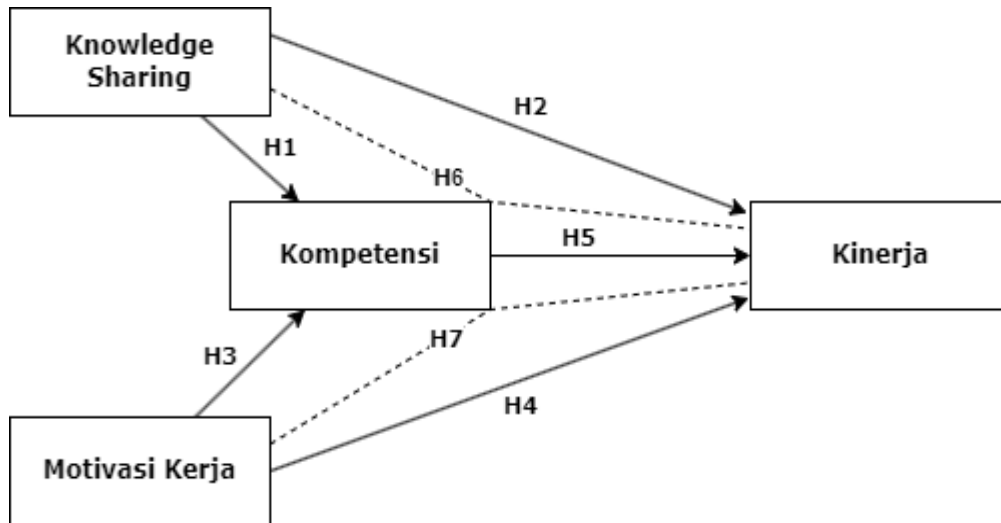 Knowledge
Sharing
H2
H1
H6
Kompetensi
H5
Kinerja
H7
H3
H4
Motivasi Kerja